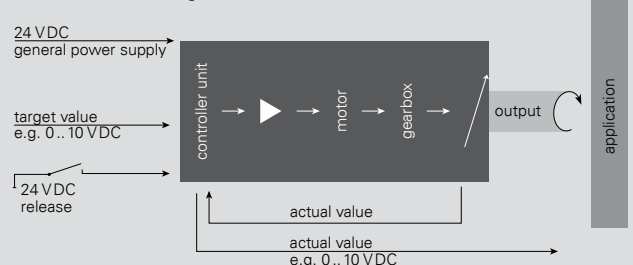 24 VDC
general power supply
target value
e.g. 0 .. 10 VDC
24 VDC
release
controller unit
motor
gearbox
output
application
actual value
actual value
e.g. 0 .. 10 VDC